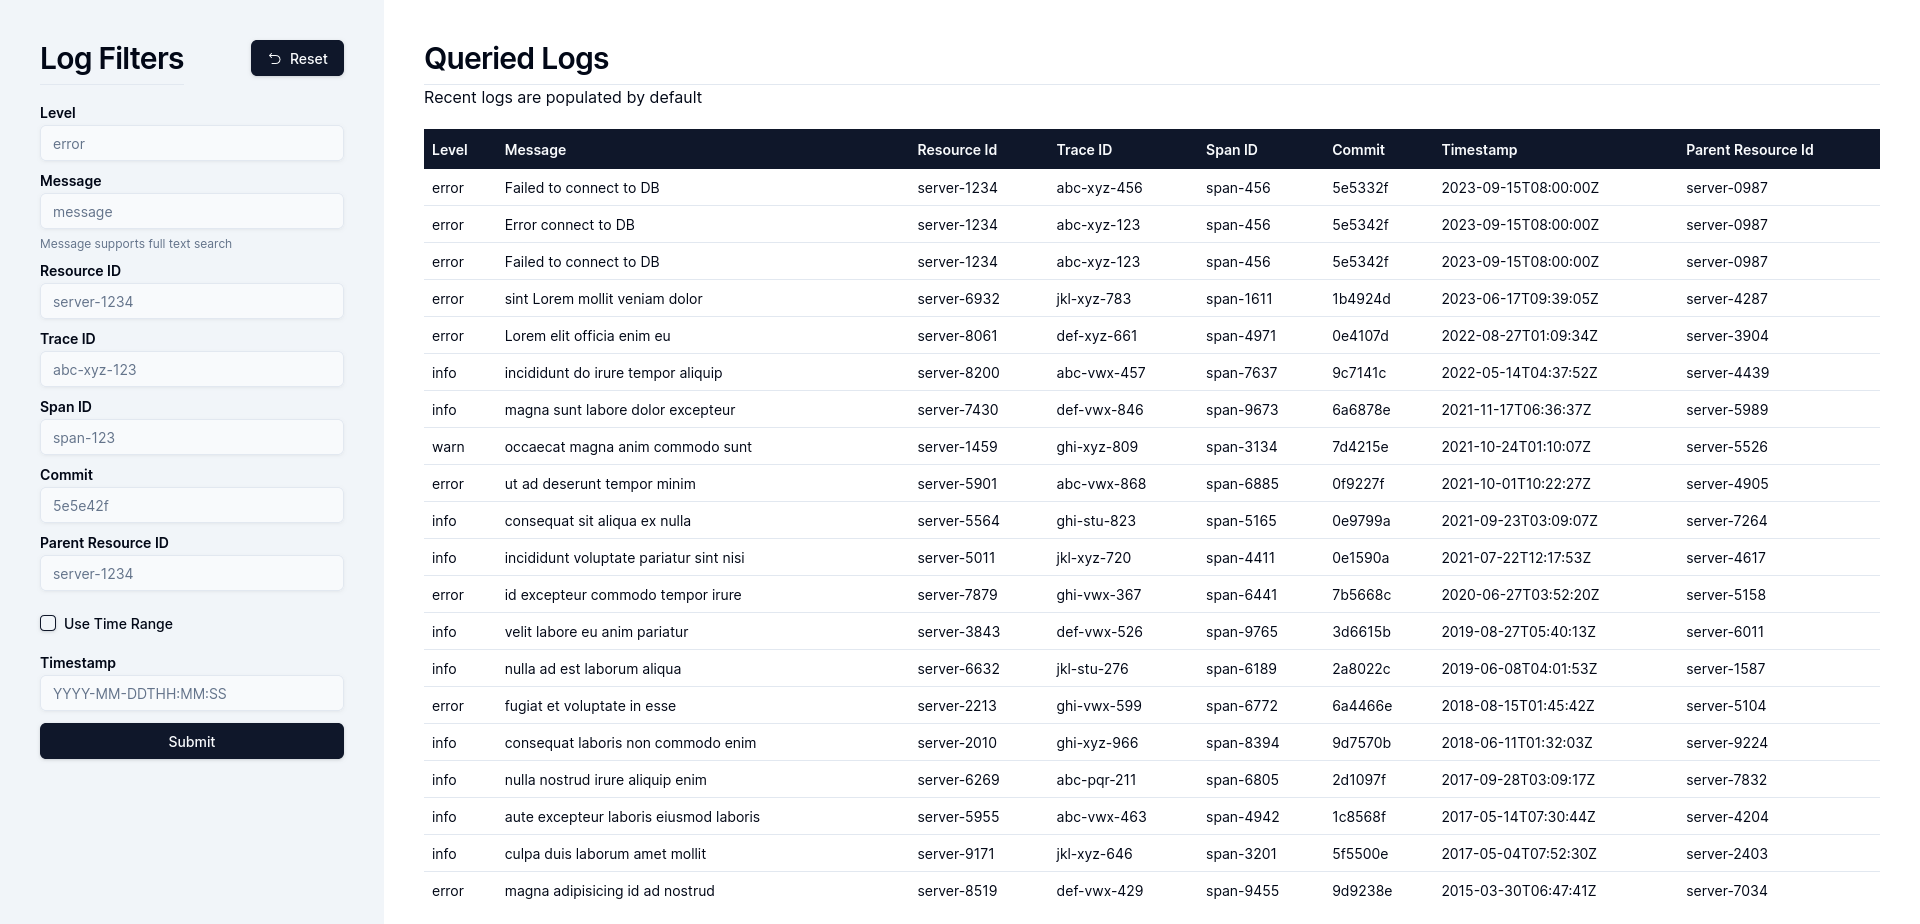 Log Filters
Reset
Level
error
Message
message
Message supports full text search
Resource ID
server-1234
Trace ID
abc-xyz-123
Span ID
span-123
Commit
5e5e42f
Parent Resource ID
server-1234
Use Time Range
Timestamp
YYYY-MM-DDTHH:MM:SS
Submit
Queried Logs
Recent logs are populated by default
Level Message Resource Id Trace ID Span ID Commit Timestamp Parent Resource Id
error Failed to connect to DB server-1234 abc-xyz-456 span-456 5e5332f 2023-09-15T08:00:00Z server-0987
error Error connect to DB server-1234 abc-xyz-123 span-456 5e5342f 2023-09-15T08:00:00Z server-0987
error Failed to connect to DB server-1234 abc-xyz-123 span-456 5e5342f 2023-09-15T08:00:00Z server-0987
error sint Lorem mollit veniam dolor server-6932 jkl-xyz-783 span-1611 1b4924d 2023-06-17T09:39:05Z server-4287
error Lorem elit officia enim eu server-8061 def-xyz-661 span-4971 0e4107d 2022-08-27T01:09:34Z server-3904
info incididunt do irure tempor aliquip server-8200 abc-vwx-457 span-7637 9c7141c 2022-05-14T04:37:52Z server-4439
info magna sunt labore dolor excepteur server-7430 def-vwx-846 span-9673 6a6878e 2021-11-17T06:36:37Z server-5989
warn occaecat magna anim commodo sunt server-1459 ghi-xyz-809 span-3134 7d4215e 2021-10-24T01:10:07Z server-5526
error ut ad deserunt tempor minim server-5901 abc-vwx-868 span-6885 0f9227f 2021-10-01T10:22:27Z server-4905
info consequat sit aliqua ex nulla server-5564 ghi-stu-823 span-5165 0e9799a 2021-09-23T03:09:07Z server-7264
info incididunt voluptate pariatur sint nisi server-5011 jkl-xyz-720 span-4411 0e1590a 2021-07-22T12:17:53Z server-4617
error id excepteur commodo tempor irure server-7879 ghi-vwx-367 span-6441 7b5668c 2020-06-27T03:52:20Z server-5158
info velit labore eu anim pariatur server-3843 def-vwx-526 span-9765 3d6615b 2019-08-27T05:40:13Z server-6011
info nulla ad est laborum aliqua server-6632 jkl-stu-276 span-6189 2a8022c 2019-06-08T04:01:53Z server-1587
error fugiat et voluptate in esse server-2213 ghi-vwx-599 span-6772 6a4466e 2018-08-15T01:45:42Z server-5104
info consequat laboris non commodo enim server-2010 ghi-xyz-966 span-8394 9d7570b 2018-06-11T01:32:03Z server-9224
info nulla nostrud irure aliquip enim server-6269 abc-pqr-211 span-6805 2d1097f 2017-09-28T03:09:17Z server-7832
info aute excepteur laboris eiusmod laboris server-5955 abc-vwx-463 span-4942 1c8568f 2017-05-14T07:30:44Z server-4204
info culpa duis laborum amet mollit server-9171 jkl-xyz-646 span-3201 5f5500e 2017-05-04T07:52:30Z server-2403
error magna adipisicing id ad nostrud server-8519 def-vwx-429 span-9455 9d9238e 2015-03-30T06:47:41Z server-7034